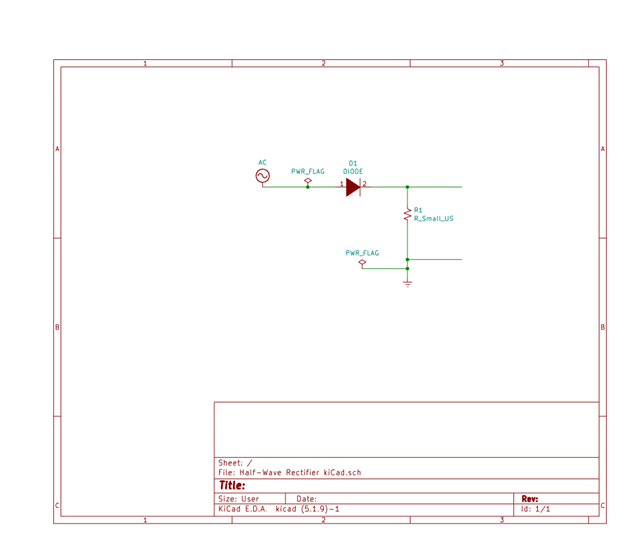 1 2 3
A A
AC
PWR_FLAG
D1
DIODE
1 2
R1
R_Small_US
PWR_FLAG
B B
Sheet: /
File: Half-Wave Rectifier kiCad.sch
Title:
Size: User Date: Rev:
KiCad E.D.A. kicad (5.1.9)-1 Id: 1/1
C C
1 2 3